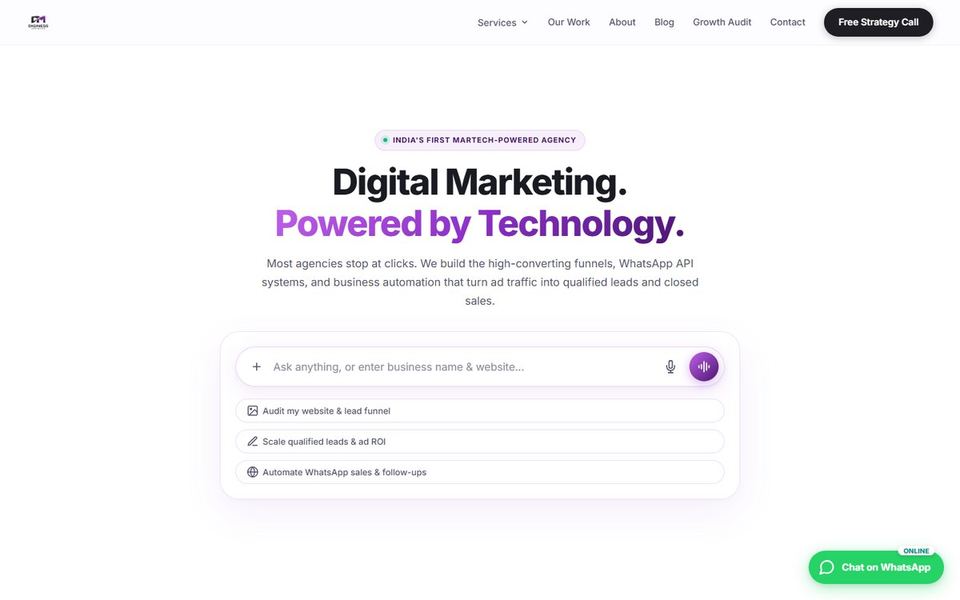 Services
Our Work
About
Blog
Growth Audit
Contact
Free Strategy Call
INDIA'S FIRST MARTECH-POWERED AGENCY
Digital Marketing.
Powered by Technology.
Most agencies stop at clicks. We build the high-converting funnels, WhatsApp API
systems, and business automation that turn ad traffic into qualified leads and closed
sales.
Ask anything, or enter business name & website...
Audit my website & lead funnel
Scale qualified leads & ad ROI
Automate WhatsApp sales & follow-ups
ONLINE
Chat on WhatsApp